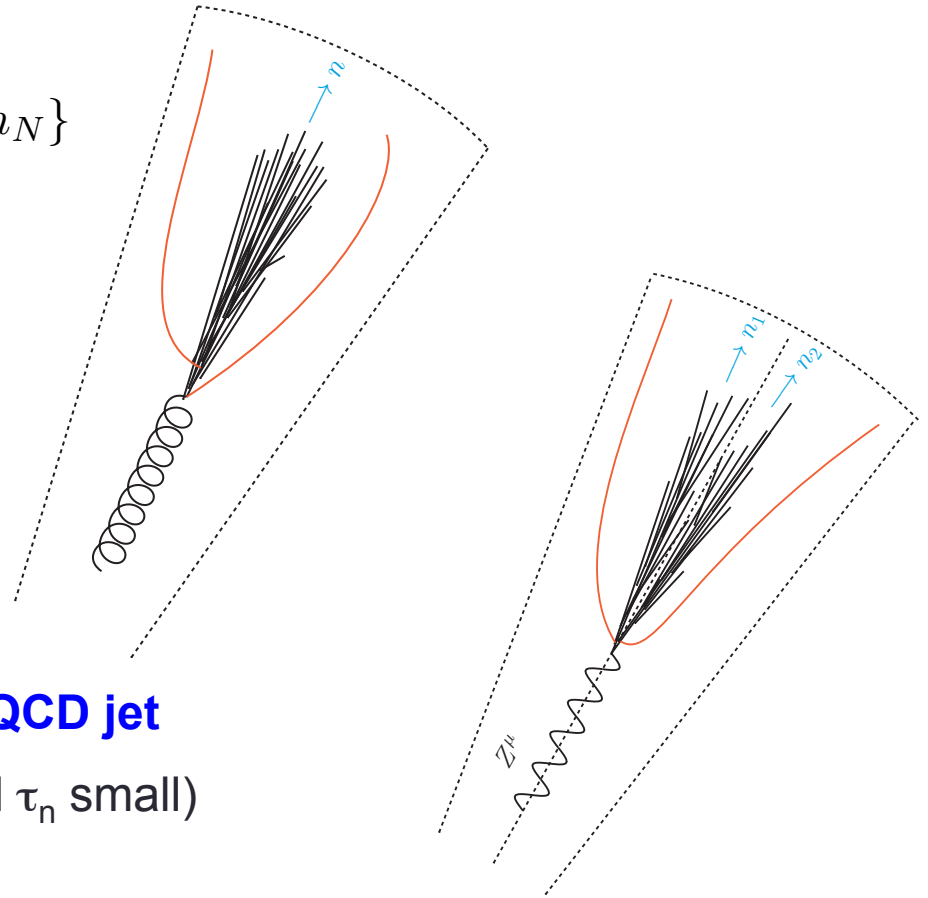 n
n_N}
n_1
n_2
Z^μ
QCD jet
τ_n small)